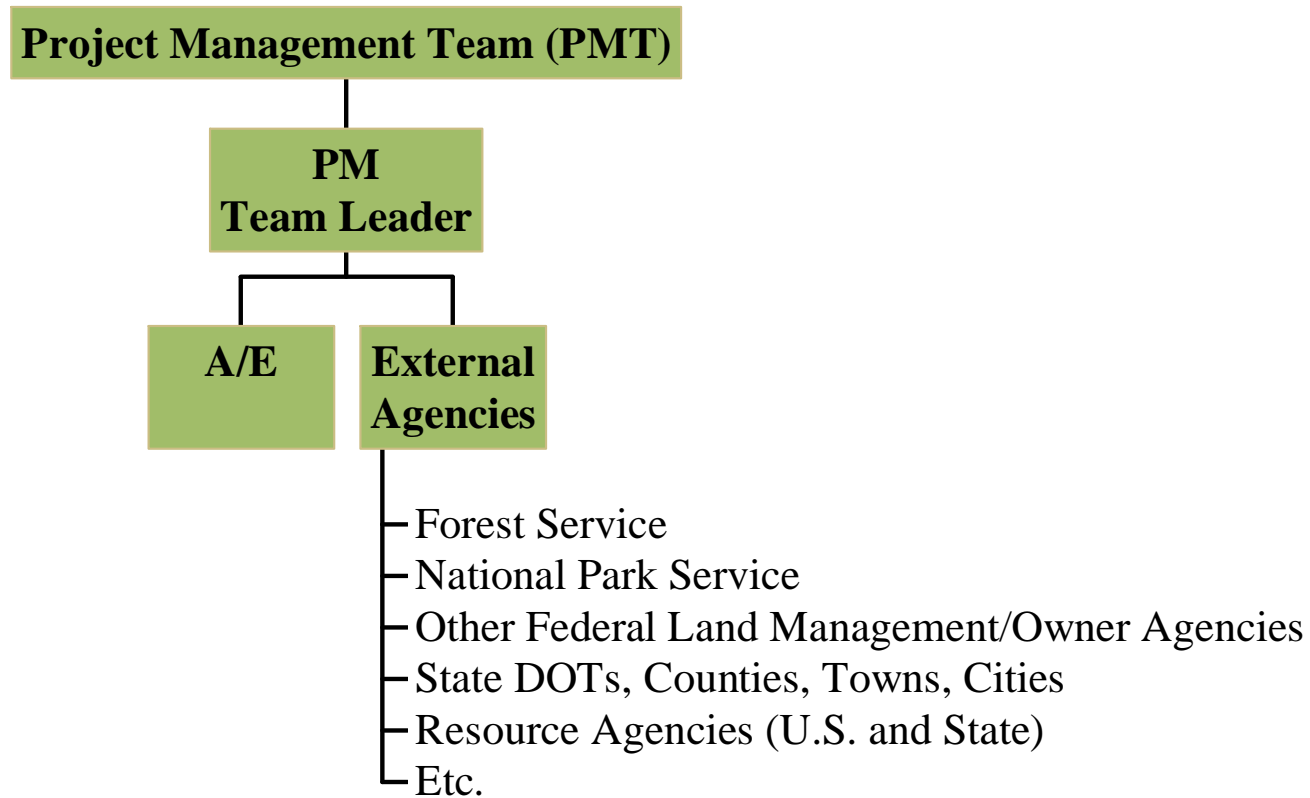 Project Management Team (PMT)
PM
Team Leader
A/E
External
Agencies
Forest Service
National Park Service
Other Federal Land Management/Owner Agencies
State DOTs, Counties, Towns, Cities
Resource Agencies (U.S. and State)
Etc.